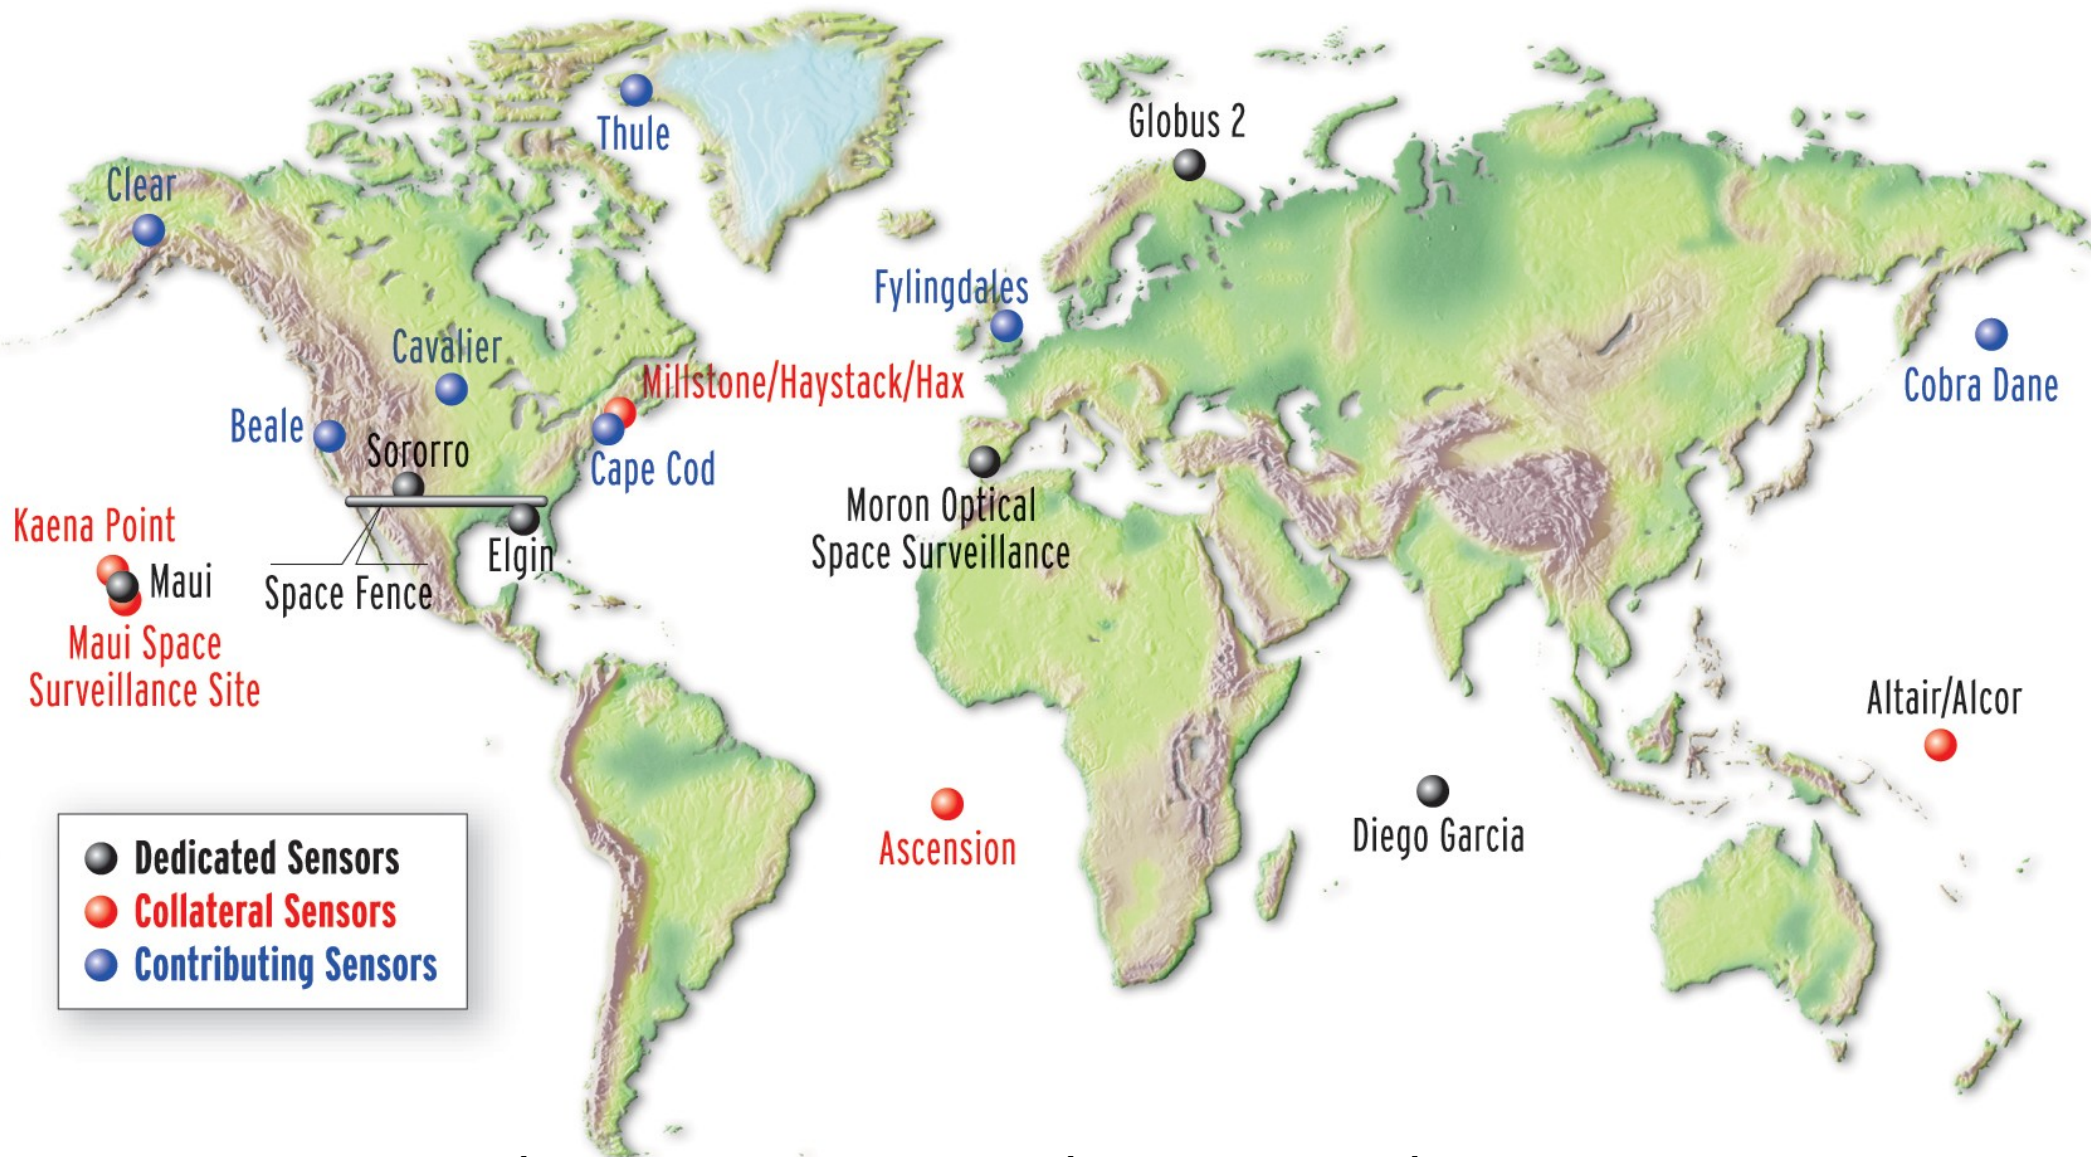 Globus 2
Thule
Clear
Fylingdales
Cavalier
Millstone/Haystack/Hax
Cobra Dane
Beale
Sororro
Cape Cod
Moron Optical
Space Surveillance
Kaena Point
Elgin
Maui
Space Fence
Maui Space
Surveillance Site
Altair/Alcor
Ascension
Diego Garcia
Dedicated Sensors
Collateral Sensors
Contributing Sensors